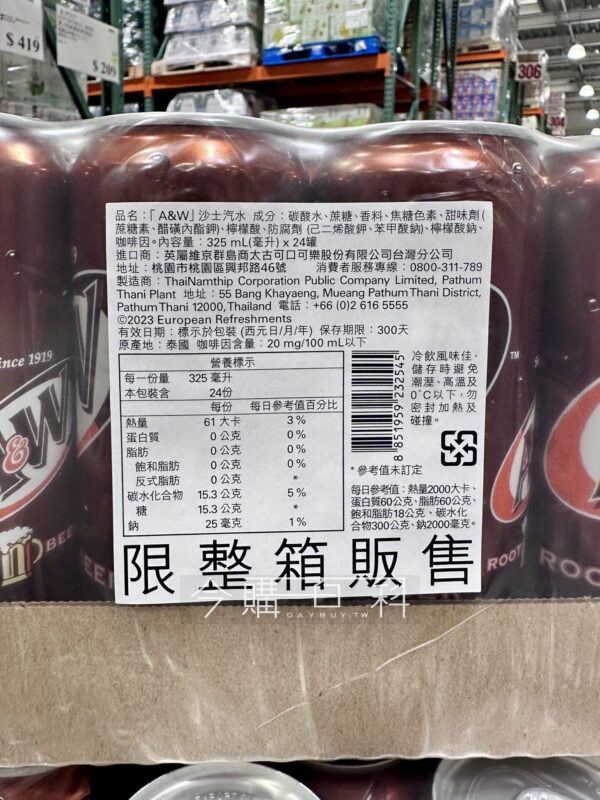 $ 419
$ 209
306
304
品名：「A&W」沙士汽水 成分：碳酸水、蔗糖、香料、焦糖色素、甜味劑(
蔗糖素、醋磺內酯鉀)、檸檬酸、防腐劑 (己二烯酸鉀、苯甲酸鈉)、檸檬酸鈉、
咖啡因。內容量：325 mL(毫升) x 24罐
進口商：英屬維京群島商太古可口可樂股份有限公司台灣分公司
地址：桃園市桃園區興邦路46號 消費者服務專線：0800-311-789
製造商：ThaiNamthip Corporation Public Company Limited, Pathum
Thani Plant 地址：55 Bang Khayaeng, Mueang Pathum Thani District,
Pathum Thani 12000,Thailand 電話：+66 (0)2 616 5555
©2023 European Refreshments
有效日期：標示於包裝 (西元日/月/年) 保存期限：300天
原產地：泰國 咖啡因含量：20 mg/100 mL以下
營養標示
每一份量 325 毫升
本包裝含 24份
每份 每日參考值百分比
熱量 61 大卡 3%
蛋白質 0 公克 0%
脂肪 0 公克 0%
飽和脂肪 0 公克 0%
反式脂肪 0 公克 *
碳水化合物 15.3 公克 5%
糖 15.3 公克 *
鈉 25 毫克 1%
8 851959 232545
冷飲風味佳，
儲存時避免
潮溼、高溫及
0°C以下，勿
密封加熱及
碰撞。
*參考值未訂定
每日參考值：熱量2000大卡、
蛋白質60公克、脂肪60公克、
飽和脂肪18公克、碳水化
合物300公克、鈉2000毫克。
限整箱販售
ince 1919
A&W
BEE
TM
ROOT
ROO
今購百科
DAYBUY.TW